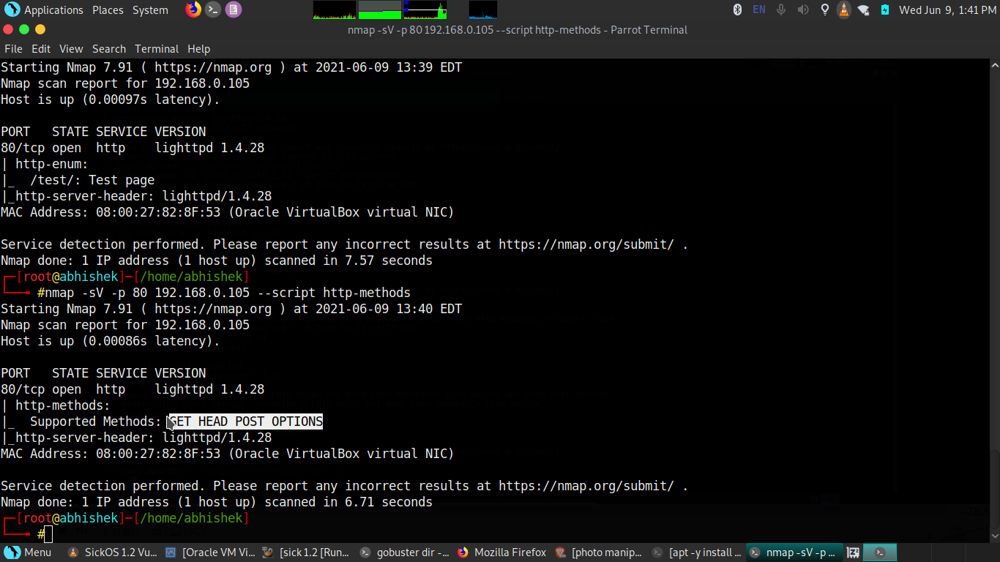 Applications Places System EN Wed Jun 9, 1:41 PM
nmap -sV -p 80 192.168.0.105 --script http-methods - Parrot Terminal
File Edit View Search Terminal Help
Starting Nmap 7.91 ( https://nmap.org ) at 2021-06-09 13:39 EDT
Nmap scan report for 192.168.0.105
Host is up (0.00097s latency).
PORT   STATE SERVICE VERSION
80/tcp open  http    lighttpd 1.4.28
| http-enum:
|_  /test/: Test page
|_http-server-header: lighttpd/1.4.28
MAC Address: 08:00:27:82:8F:53 (Oracle VirtualBox virtual NIC)
Service detection performed. Please report any incorrect results at https://nmap.org/submit/ .
Nmap done: 1 IP address (1 host up) scanned in 7.57 seconds
┌─[root@abhishek]─[/home/abhishek]
└──╼ #nmap -sV -p 80 192.168.0.105 --script http-methods
Starting Nmap 7.91 ( https://nmap.org ) at 2021-06-09 13:40 EDT
Nmap scan report for 192.168.0.105
Host is up (0.00086s latency).
PORT   STATE SERVICE VERSION
80/tcp open  http    lighttpd 1.4.28
| http-methods:
|_  Supported Methods: GET HEAD POST OPTIONS
|_http-server-header: lighttpd/1.4.28
MAC Address: 08:00:27:82:8F:53 (Oracle VirtualBox virtual NIC)
Service detection performed. Please report any incorrect results at https://nmap.org/submit/ .
Nmap done: 1 IP address (1 host up) scanned in 6.71 seconds
┌─[root@abhishek]─[/home/abhishek]
└──╼ #
Menu SickOS 1.2 Vu... [Oracle VM Vi... [sick1.2 [Run... gobuster dir -... Mozilla Firefox [photo manip... [apt -y install ... nmap -sV -p ...